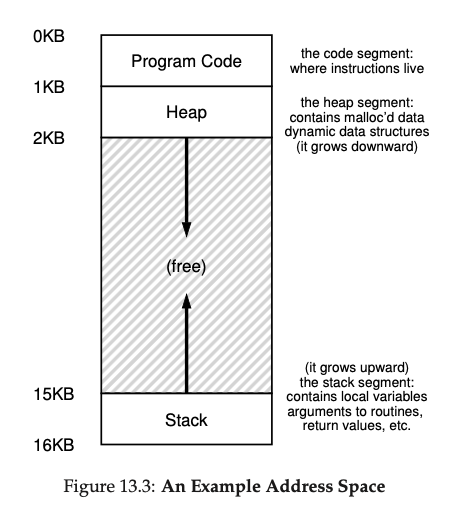 0KB
Program Code
the code segment:
where instructions live
1KB
Heap
the heap segment:
contains malloc'd data
dynamic data structures
(it grows downward)
2KB
(free)
(it grows upward)
the stack segment:
contains local variables
arguments to routines,
return values, etc.
15KB
Stack
16KB
Figure 13.3: An Example Address Space